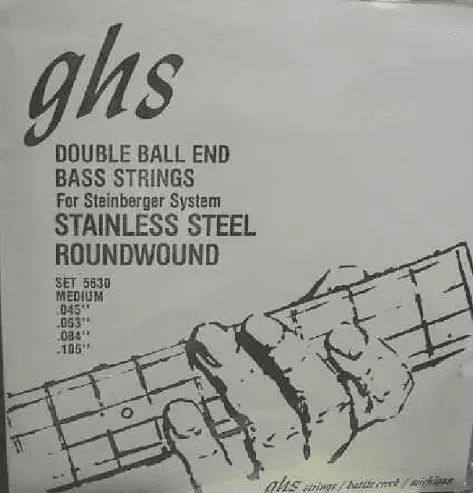 ghs
DOUBLE BALL END
BASS STRINGS
For Steinberger System
STAINLESS STEEL
ROUNDWOUND
SET 5630
MEDIUM
.045"
.063"
.084"
.105"
ghs strings / battle creek / michigan